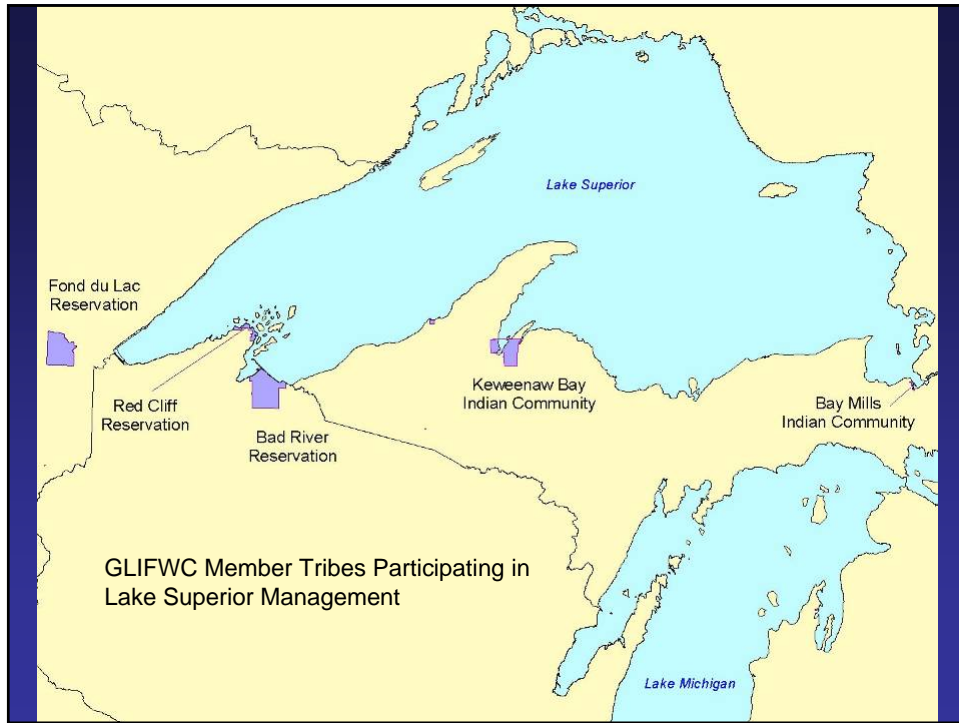 Lake Superior
Fond du Lac
Reservation
Red Cliff
Reservation
Bad River
Reservation
Keweenaw Bay
Indian Community
Bay Mills
Indian Community
GLIFWC Member Tribes Participating in
Lake Superior Management
Lake Michigan